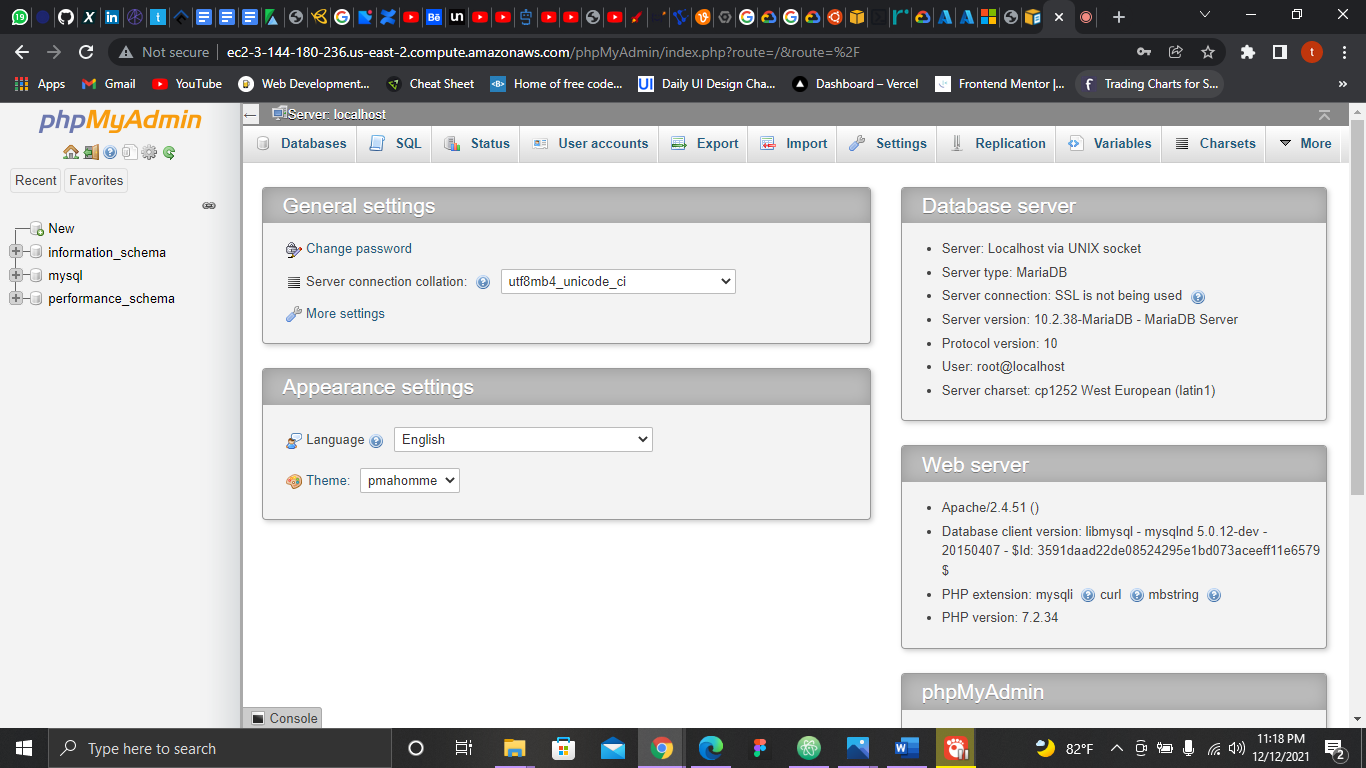 Not secure ec2-3-144-180-236.us-east-2.compute.amazonaws.com/phpMyAdmin/index.php?route=/&route=%2F t
Apps Gmail YouTube Web Development... Cheat Sheet Home of free code... Daily UI Design Cha... Dashboard – Vercel Frontend Mentor |... Trading Charts for S... »
phpMyAdmin
Recent Favorites
New
information_schema
mysql
performance_schema
Server: localhost
Databases SQL Status User accounts Export Import Settings Replication Variables Charsets More
General settings
Change password
Server connection collation: utf8mb4_unicode_ci
More settings
Appearance settings
Language English
Theme: pmahomme
Database server
Server: Localhost via UNIX socket
Server type: MariaDB
Server connection: SSL is not being used
Server version: 10.2.38-MariaDB - MariaDB Server
Protocol version: 10
User: root@localhost
Server charset: cp1252 West European (latin1)
Web server
Apache/2.4.51 ()
Database client version: libmysql - mysqlnd 5.0.12-dev -
20150407 - $Id: 3591daad22de08524295e1bd073aceeff11e6579
$
PHP extension: mysqli curl mbstring
PHP version: 7.2.34
phpMyAdmin
Console
Type here to search
82°F
11:18 PM
12/12/2021
2